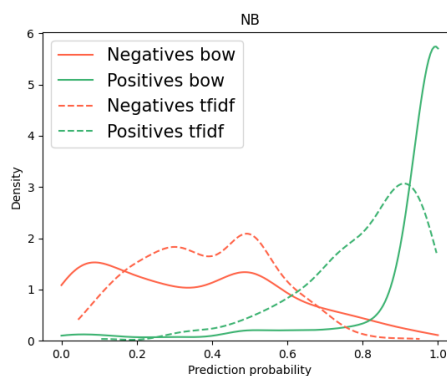 NB
6
5
4
3
2
1
0
Density
Negatives bow
Positives bow
Negatives tfidf
Positives tfidf
0.0 0.2 0.4 0.6 0.8 1.0
Prediction probability